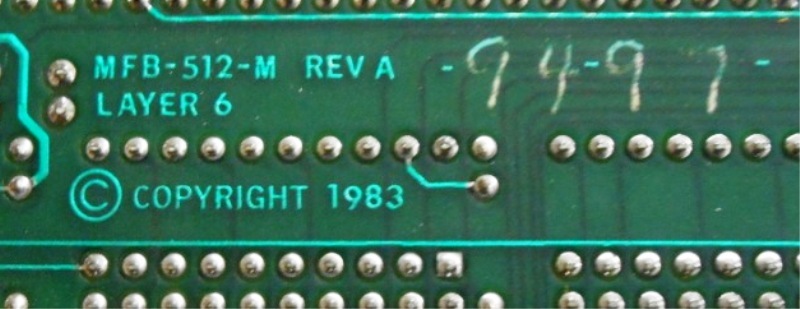 MFB-512-M REV A -94-97-
LAYER 6
© COPYRIGHT 1983